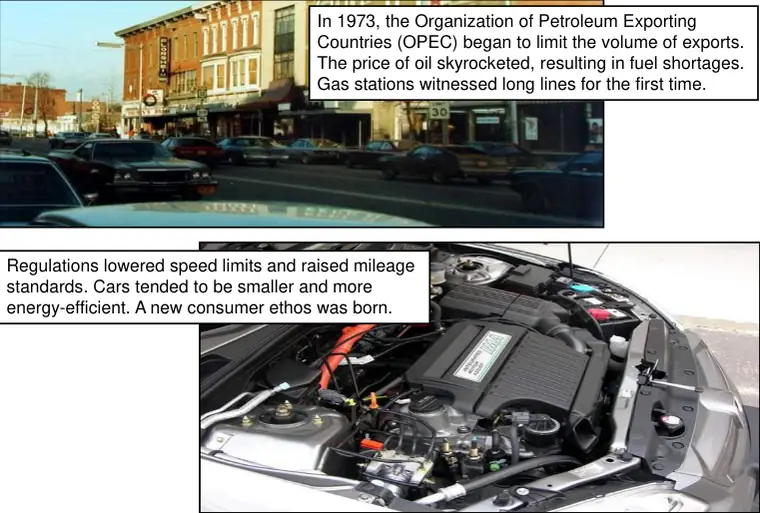 In 1973, the Organization of Petroleum Exporting
Countries (OPEC) began to limit the volume of exports.
The price of oil skyrocketed, resulting in fuel shortages.
Gas stations witnessed long lines for the first time.
30
Regulations lowered speed limits and raised mileage
standards. Cars tended to be smaller and more
energy-efficient. A new consumer ethos was born.